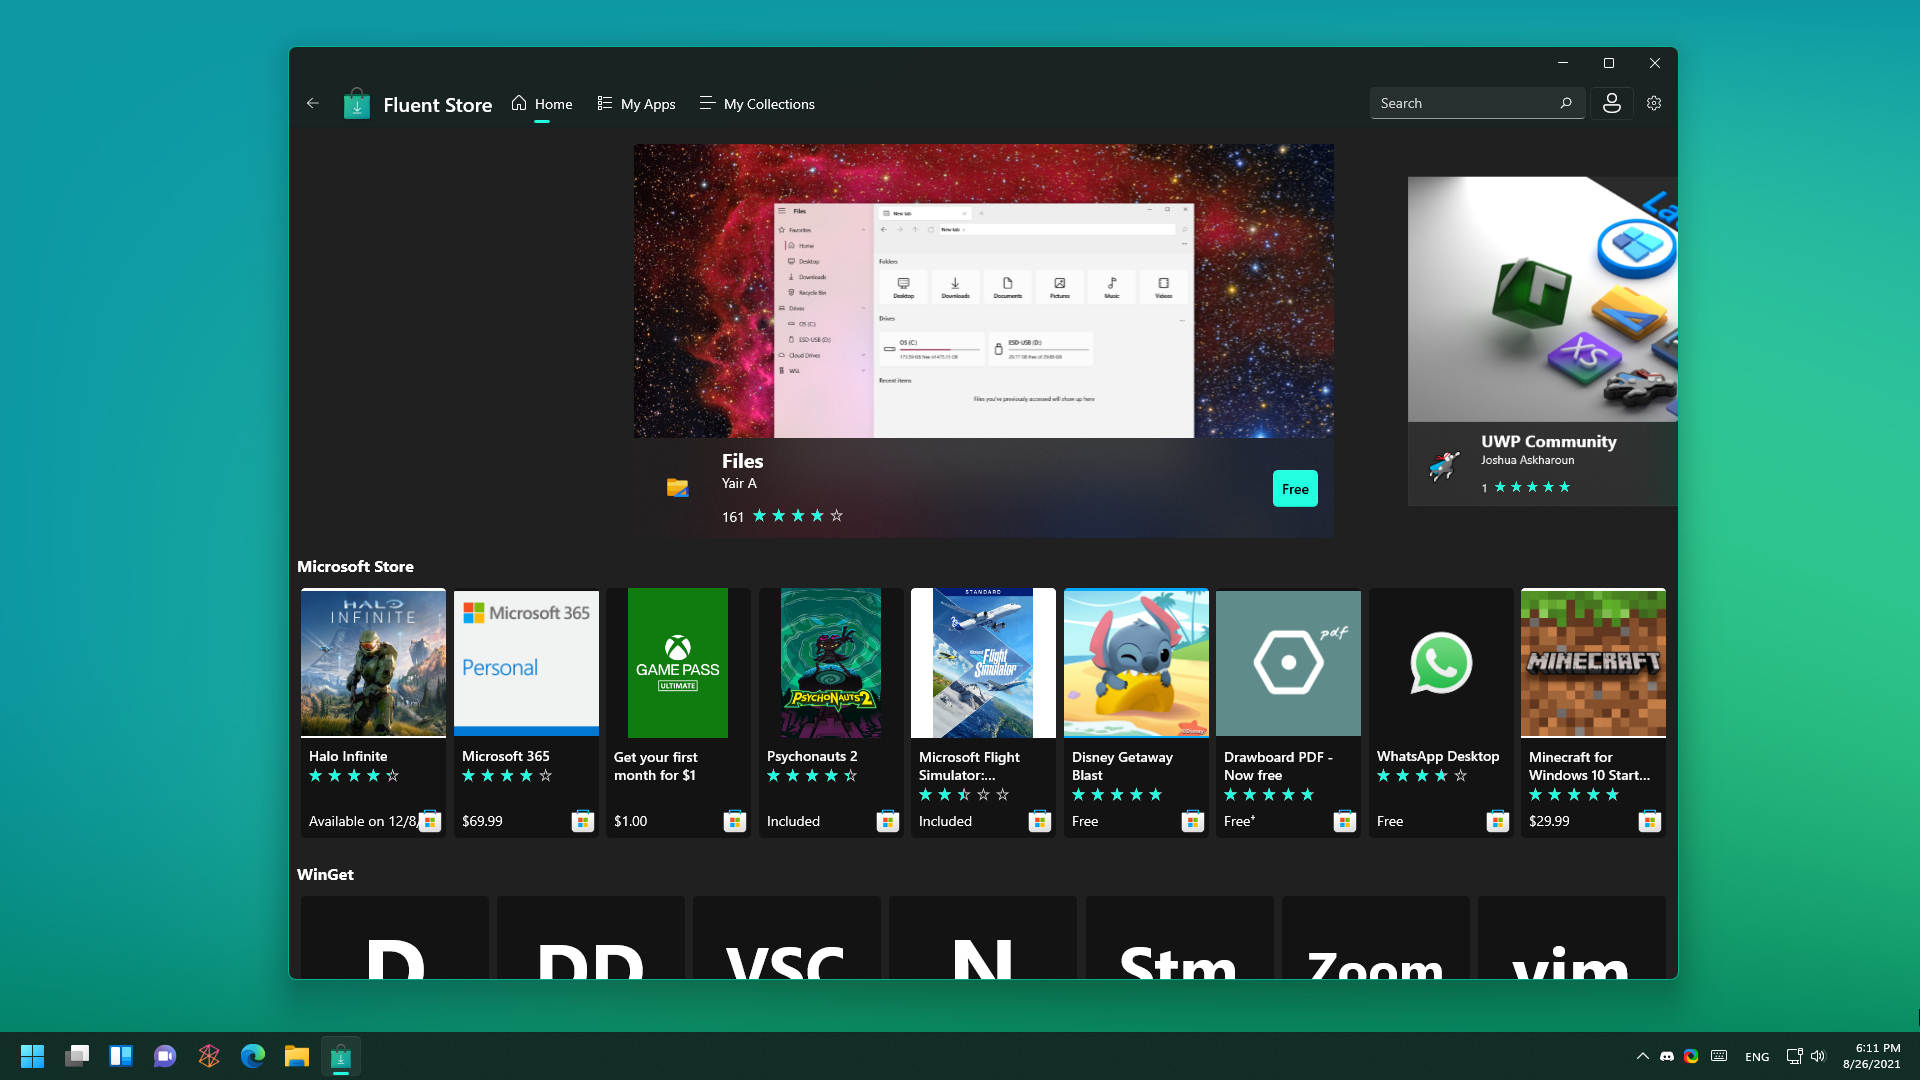 Fluent Store
Home
My Apps
My Collections
Search
Files
New tab
New tab
Favorites
Home
Desktop
Downloads
Recycle Bin
Drives
OS (C:)
ESD-USB (D:)
Cloud Drives
WSL
Folders
Desktop
Downloads
Documents
Pictures
Music
Videos
Drives
OS (C:)
ESD-USB (D:)
Recent items
Files you've previously accessed will show up here
Files
Yair A
161
Free
XS
UWP Community
Joshua Askharoun
1
Microsoft Store
HALO
INFINITE
Halo Infinite
Available on 12/8/
Microsoft 365
Personal
Microsoft 365
$69.99
XBOX
GAME PASS
ULTIMATE
Get your first
month for $1
$1.00
PSYCHONAUTS 2
Psychonauts 2
Included
STANDARD
Microsoft
Flight
Simulator
Microsoft Flight
Simulator:...
Included
Disney
Disney Getaway
Blast
Free
pdf
Drawboard PDF -
Now free
Free+
WhatsApp Desktop
Free
MINECRAFT
Minecraft for
Windows 10 Start...
$29.99
WinGet
D
DD
VSC
N
Stm
Zoom
vim
ENG
6:11 PM
8/26/2021